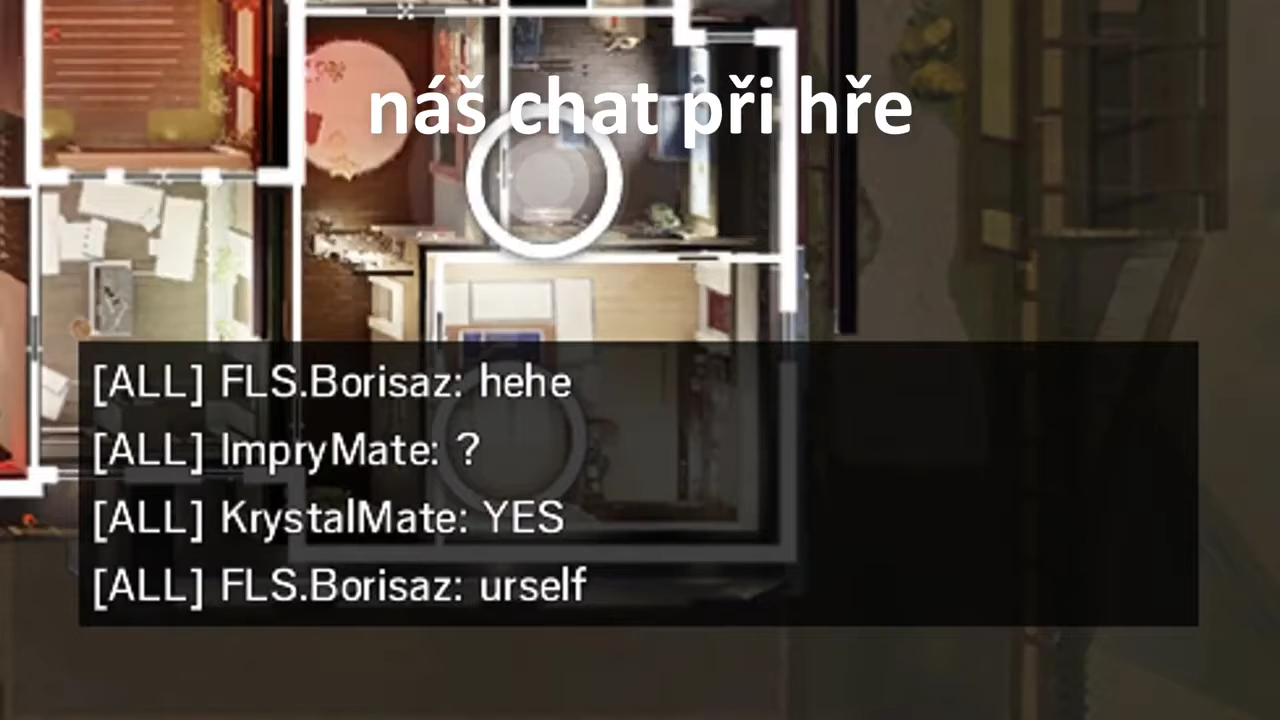 náš chat při hře
[ALL] FLS.Borisaz: hehe
[ALL] ImpryMate: ?
[ALL] KrystalMate: YES
[ALL] FLS.Borisaz: urself